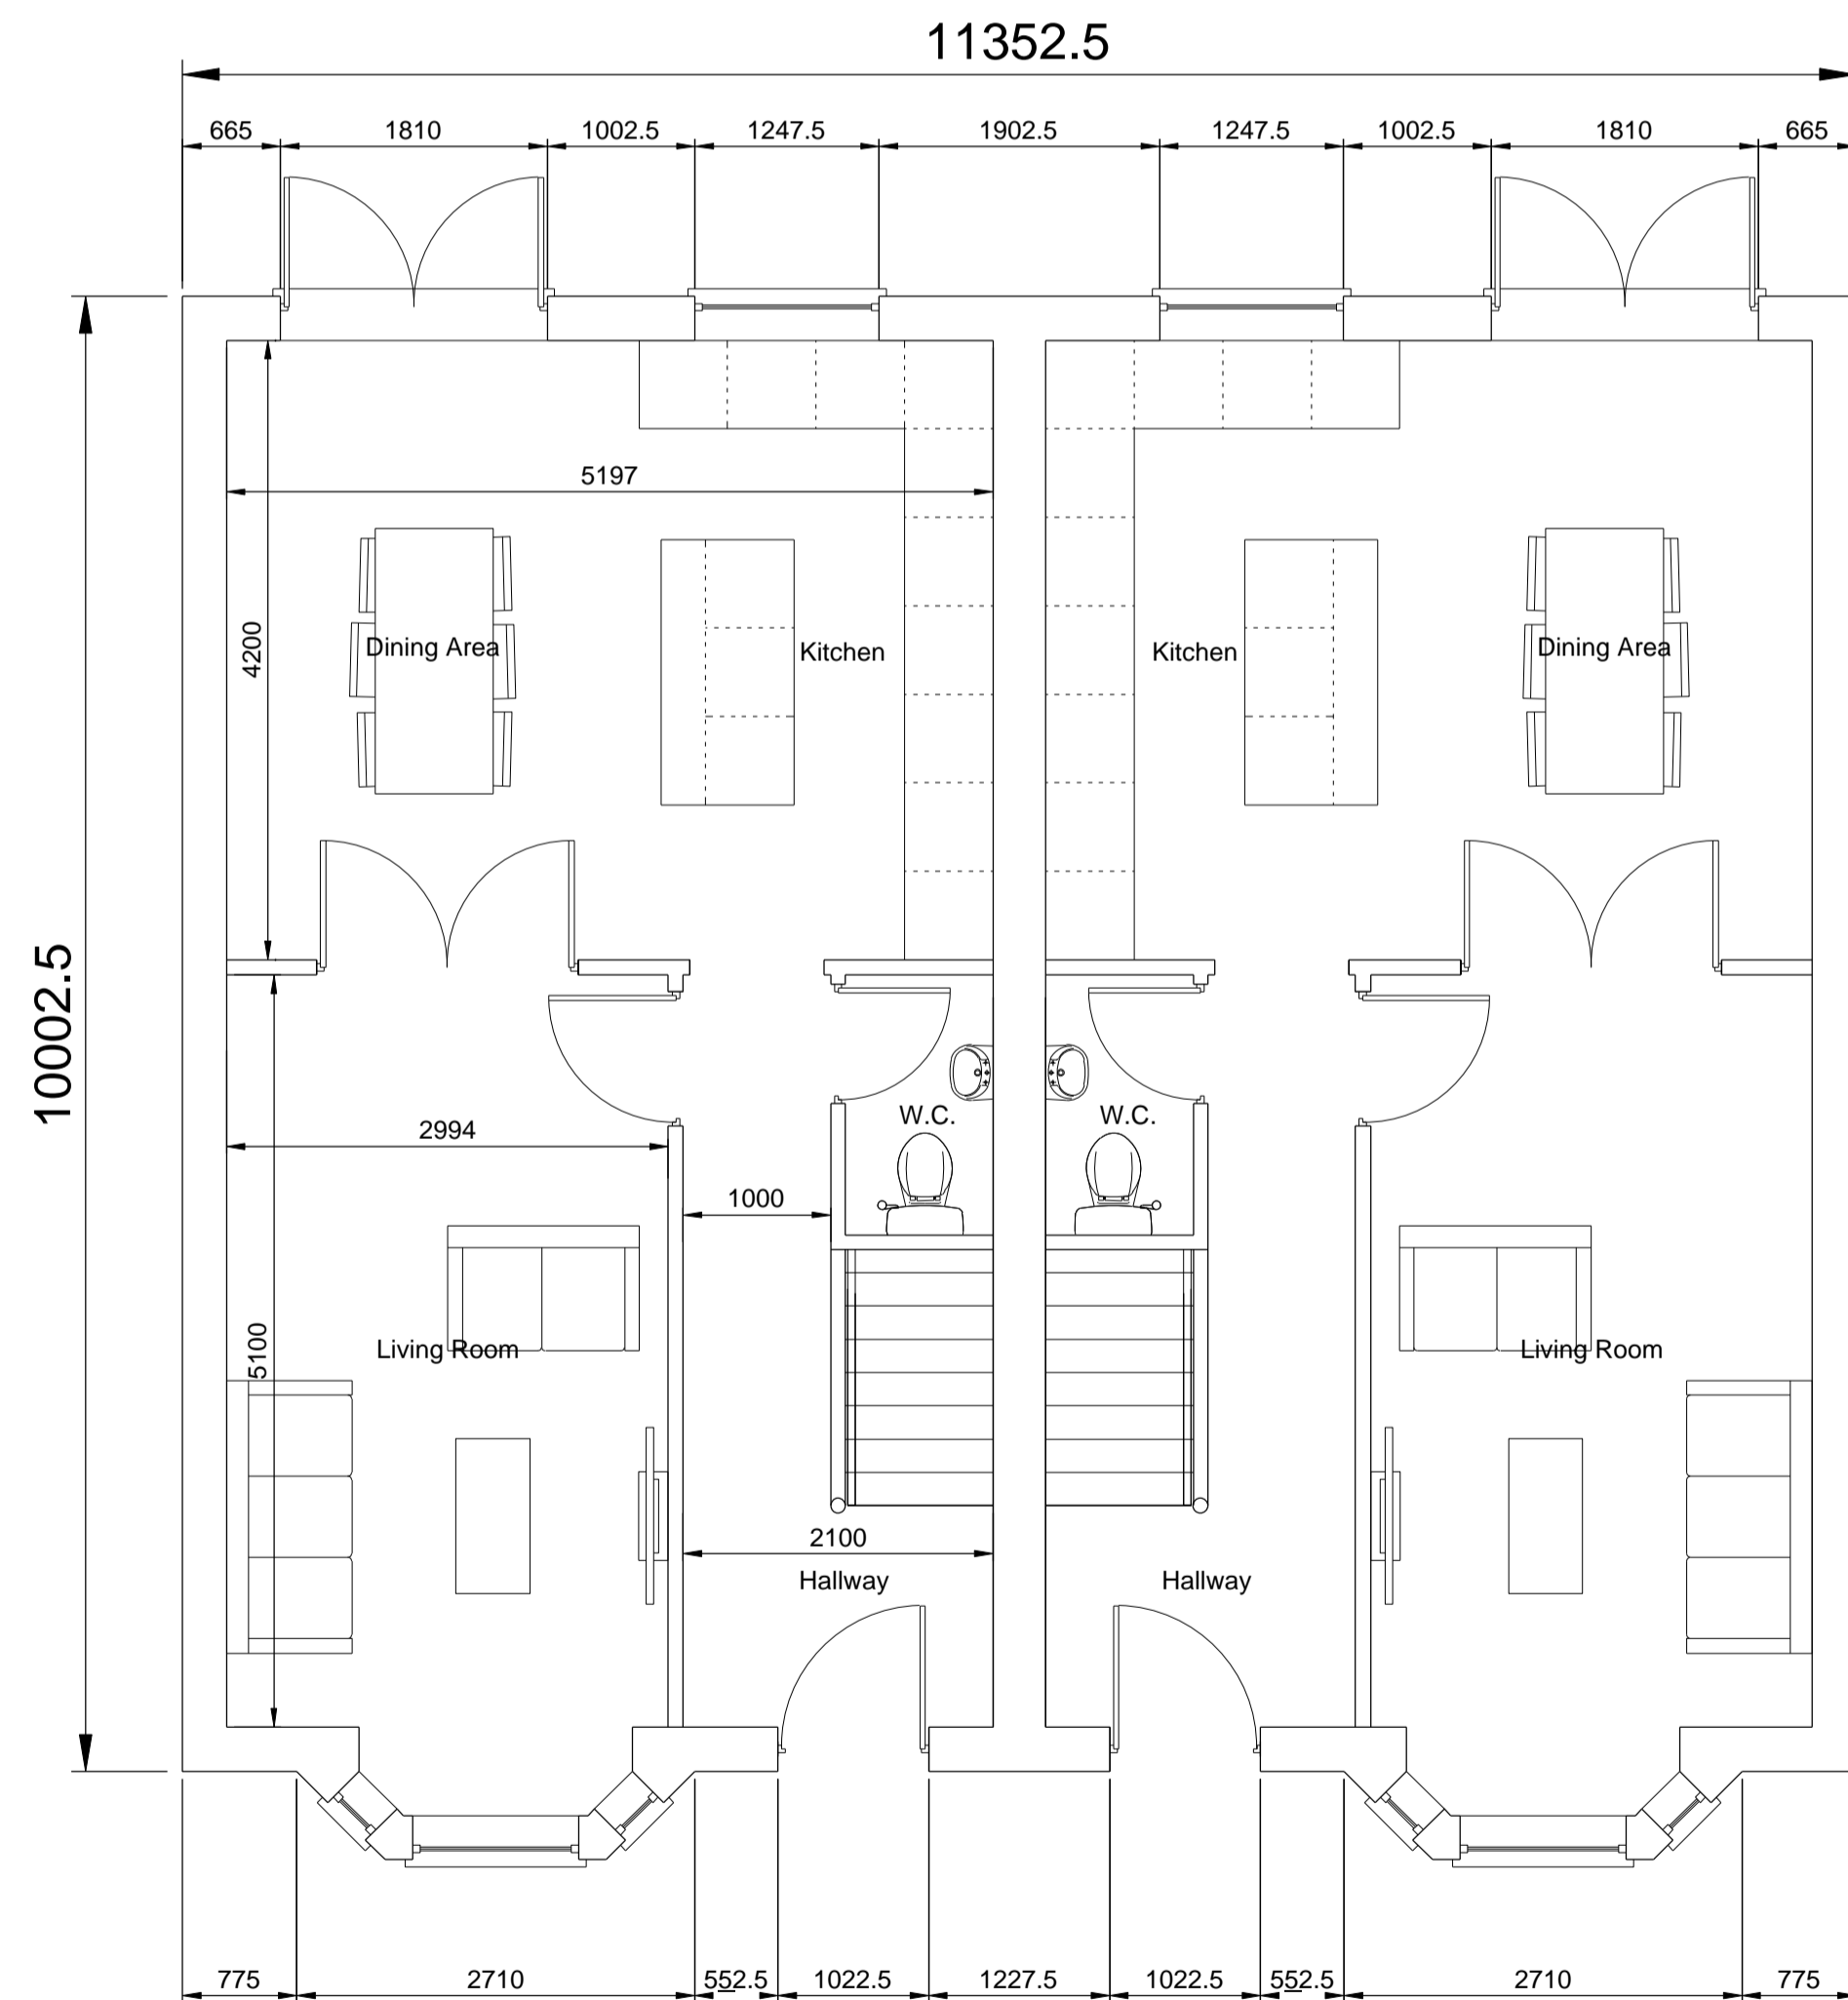 11352.5
665 1810 1002.5 1247.5 1902.5 1247.5 1002.5 1810 665
5197
4200
Dining Area Kitchen Kitchen Dining Area
10002.5
W.C. W.C.
2994
1000
5100
Living Room Living Room
2100
Hallway Hallway
775 2710 552.5 1022.5 1227.5 1022.5 552.5 2710 775